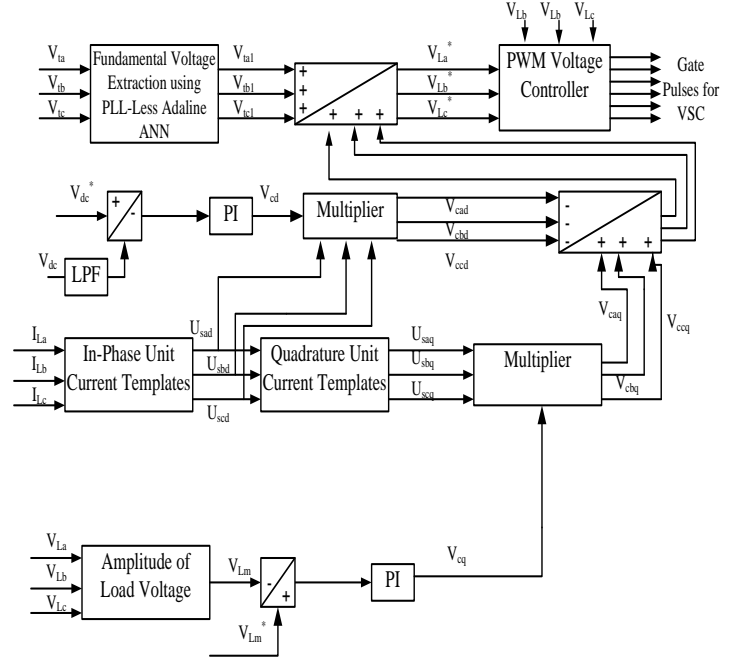 V_Lb V_Lb V_Lc
V_ta
V_tb
V_tc
Fundamental Voltage
Extraction using
PLL-Less Adaline
ANN
V_ta1
V_tb1
V_tc1
+
+
+
+ + +
V_La*
V_Lb*
V_Lc*
PWM Voltage
Controller
Gate
Pulses for
VSC
V_dc*
+
-
V_dc
LPF
PI
V_cd
Multiplier
V_cad
V_cbd
V_ccd
-
-
-
+ + +
V_caq
V_ccq
V_cbq
I_La
I_Lb
I_Lc
In-Phase Unit
Current Templates
U_sad
U_sbd
U_scd
Quadrature Unit
Current Templates
U_saq
U_sbq
U_scq
Multiplier
V_La
V_Lb
V_Lc
Amplitude of
Load Voltage
V_Lm
-
+
V_Lm*
PI
V_cq